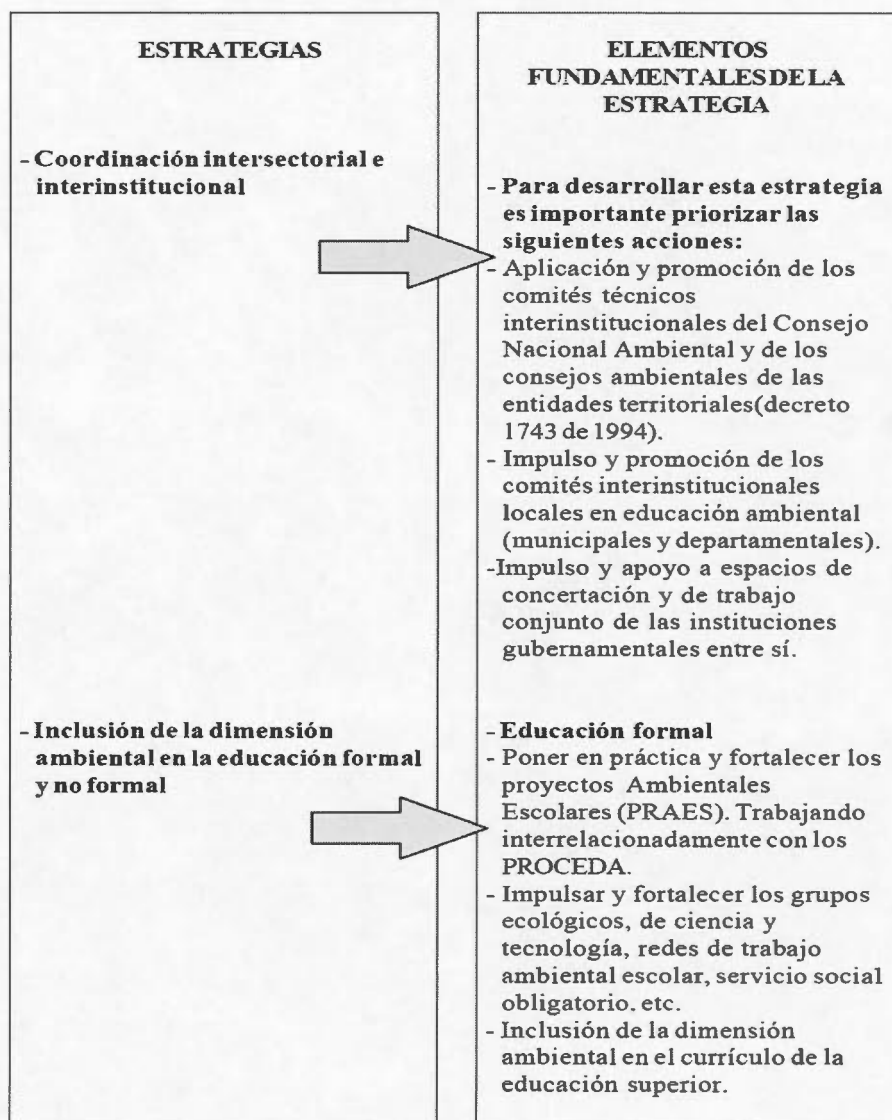 ESTRATEGIAS
- Coordinación intersectorial e
interinstitucional
- Inclusión de la dimensión
ambiental en la educación formal
y no formal
ELEMENTOS
FUNDAMENTALES DE LA
ESTRATEGIA
- Para desarrollar esta estrategia
es importante priorizar las
siguientes acciones:
- Aplicación y promoción de los
comités técnicos
interinstitucionales del Consejo
Nacional Ambiental y de los
consejos ambientales de las
entidades territoriales(decreto
1743 de 1994).
- Impulso y promoción de los
comités interinstitucionales
locales en educación ambiental
(municipales y departamentales).
-Impulso y apoyo a espacios de
concertación y de trabajo
conjunto de las instituciones
gubernamentales entre sí.
- Educación formal
- Poner en práctica y fortalecer los
proyectos Ambientales
Escolares (PRAES). Trabajando
interrelacionadamente con los
PROCEDA.
- Impulsar y fortalecer los grupos
ecológicos, de ciencia y
tecnología, redes de trabajo
ambiental escolar, servicio social
obligatorio. etc.
- Inclusión de la dimensión
ambiental en el currículo de la
educación superior.